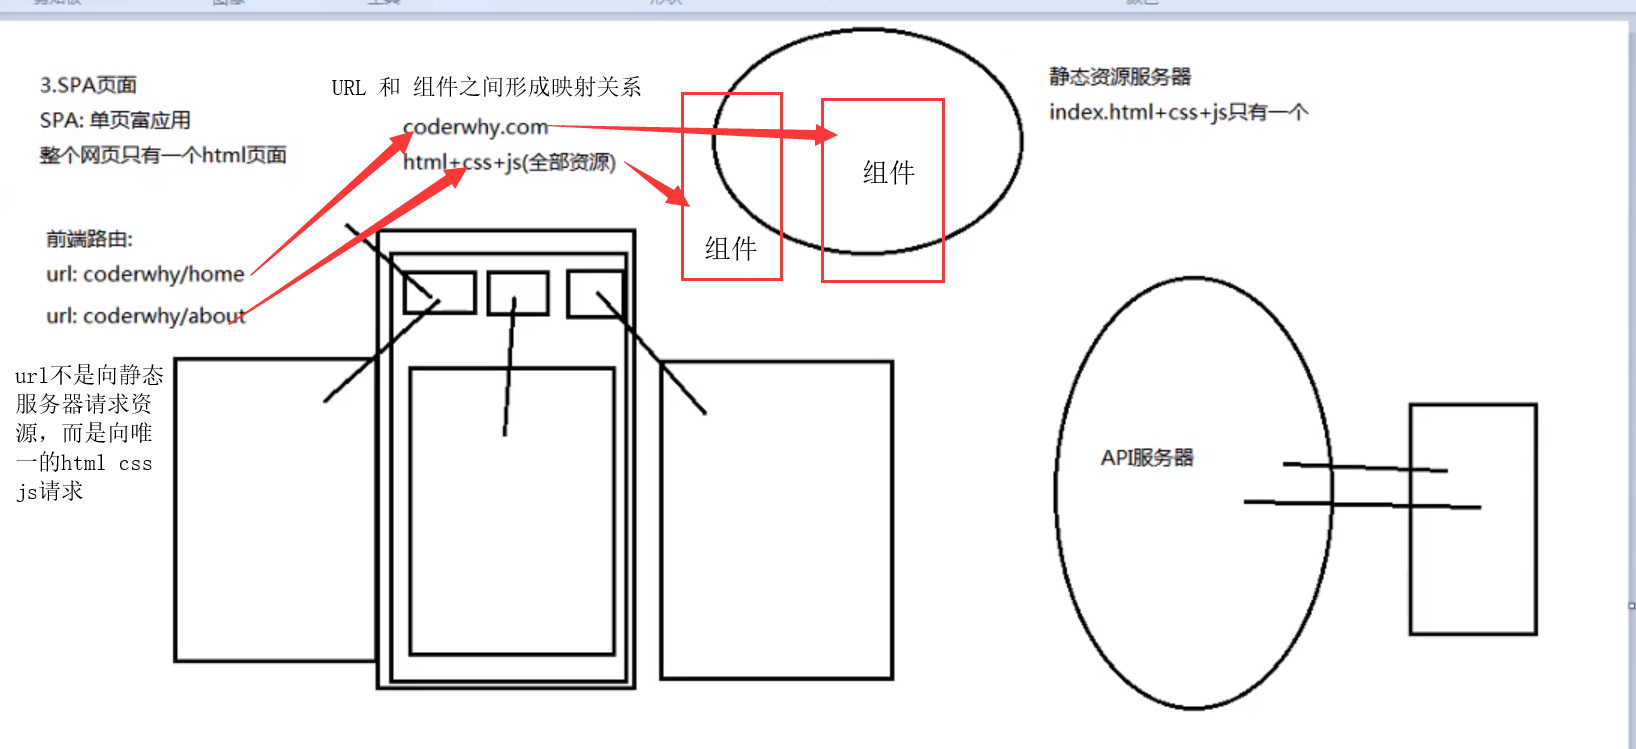 3.SPA页面
SPA: 单页富应用
整个网页只有一个html页面
URL 和 组件之间形成映射关系
coderwhy.com
html+css+js(全部资源)
组件
组件
静态资源服务器
index.html+css+js只有一个
前端路由:
url: coderwhy/home
url: coderwhy/about
url不是向静态
服务器请求资
源，而是向唯
一的html css
js请求
API服务器